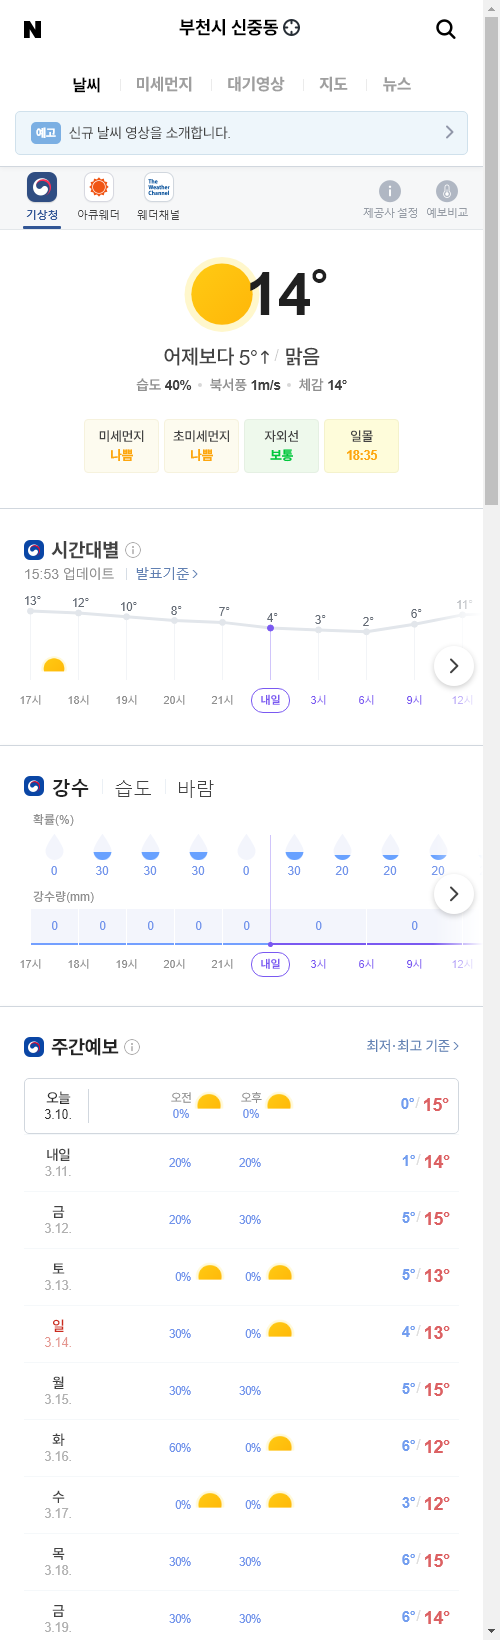 N
부천시 신중동
날씨 미세먼지 대기영상 지도 뉴스
예고 신규 날씨 영상을 소개합니다.
The Weather Channel
기상청 아큐웨더 웨더채널 제공사 설정 예보비교
14°
어제보다 5°↑ / 맑음
습도 40% • 북서풍 1m/s • 체감 14°
미세먼지 초미세먼지 자외선 일몰
나쁨 나쁨 보통 18:35
시간대별
15:53 업데이트 발표기준 >
13° 12° 10° 8° 7° 4° 3° 2° 6° 11°
17시 18시 19시 20시 21시 내일 3시 6시 9시 12시
강수 습도 바람
확률(%)
0 30 30 30 0 30 20 20 20
강수량(mm)
0 0 0 0 0 0 0
17시 18시 19시 20시 21시 내일 3시 6시 9시 12시
주간예보 최저·최고 기준 >
오늘 오전 오후 0° / 15°
3.10. 0% 0%
내일 20% 20% 1° / 14°
3.11.
금 20% 30% 5° / 15°
3.12.
토 0% 0% 5° / 13°
3.13.
일 30% 0% 4° / 13°
3.14.
월 30% 30% 5° / 15°
3.15.
화 60% 0% 6° / 12°
3.16.
수 0% 0% 3° / 12°
3.17.
목 30% 30% 6° / 15°
3.18.
금 30% 30% 6° / 14°
3.19.